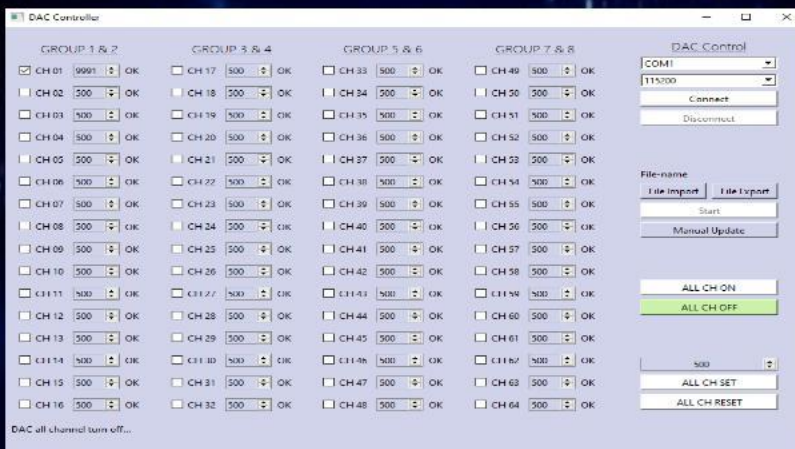 DAC Controller
GROUP 1 & 2 GROUP 3 & 4 GROUP 5 & 6 GROUP 7 & 8 DAC Control
CH 01 9991 OK CH 17 500 OK CH 33 500 OK CH 49 500 OK
CH 02 500 OK CH 18 500 OK CH 34 500 OK CH 50 500 OK
CH 03 500 OK CH 19 500 OK CH 35 500 OK CH 51 500 OK
CH 04 500 OK CH 20 500 OK CH 36 500 OK CH 52 500 OK
CH 05 500 OK CH 21 500 OK CH 37 500 OK CH 53 500 OK
CH 06 500 OK CH 22 500 OK CH 38 500 OK CH 54 500 OK
CH 07 500 OK CH 23 500 OK CH 39 500 OK CH 55 500 OK
CH 08 500 OK CH 24 500 OK CH 40 500 OK CH 56 500 OK
CH 09 500 OK CH 25 500 OK CH 41 500 OK CH 57 500 OK
CH 10 500 OK CH 26 500 OK CH 42 500 OK CH 58 500 OK
CH 11 500 OK CH 27 500 OK CH 43 500 OK CH 59 500 OK
CH 12 500 OK CH 28 500 OK CH 44 500 OK CH 60 500 OK
CH 13 500 OK CH 29 500 OK CH 45 500 OK CH 61 500 OK
CH 14 500 OK CH 30 500 OK CH 46 500 OK CH 62 500 OK
CH 15 500 OK CH 31 500 OK CH 47 500 OK CH 63 500 OK
CH 16 500 OK CH 32 500 OK CH 48 500 OK CH 64 500 OK
COM1
115200
Connect
Disconnect
File-name
File Import File Export
Start
Manual Update
ALL CH ON
ALL CH OFF
500
ALL CH SET
ALL CH RESET
DAC all channel turn off...